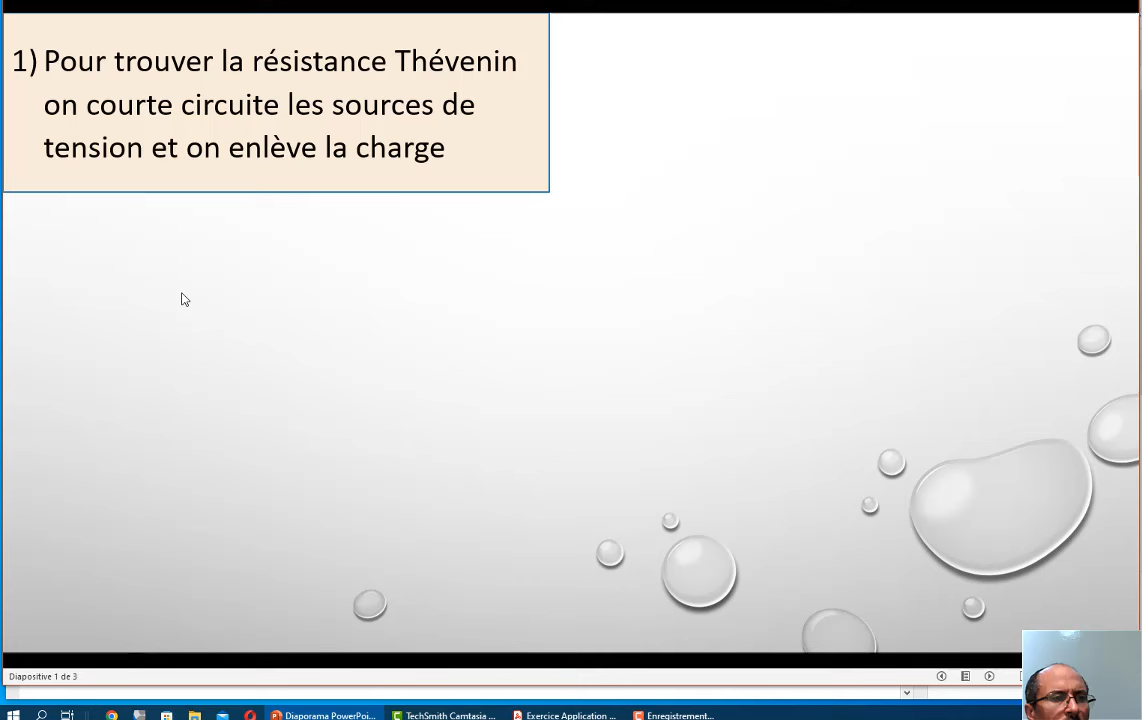 1) Pour trouver la résistance Thévenin
on courte circuite les sources de
tension et on enlève la charge
Diapositive 1 de 3
Diaporama PowerPoi...
TechSmith Camtasia ...
Exercice Application ...
Enregistrement...